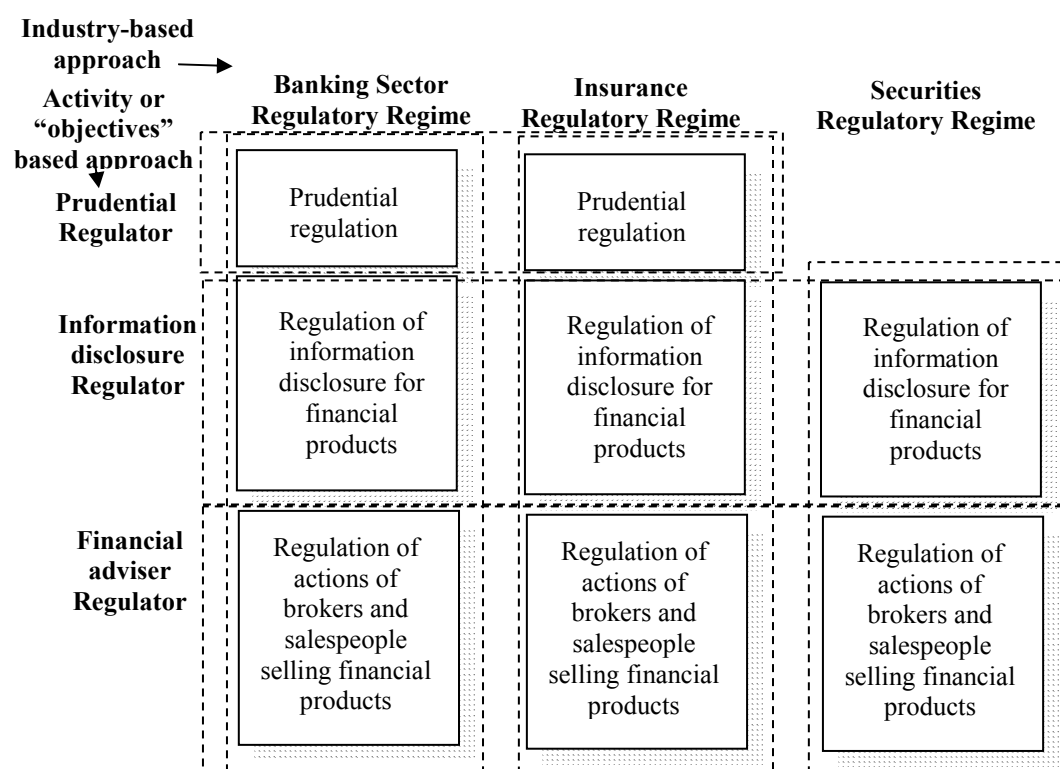 Industry-based
approach
Activity or
“objectives”
based approach
Banking Sector
Regulatory Regime
Insurance
Regulatory Regime
Securities
Regulatory Regime
Prudential
Regulator
Prudential
regulation
Prudential
regulation
Information
disclosure
Regulator
Regulation of
information
disclosure for
financial
products
Regulation of
information
disclosure for
financial
products
Regulation of
information
disclosure for
financial
products
Financial
adviser
Regulator
Regulation of
actions of
brokers and
salespeople
selling financial
products
Regulation of
actions of
brokers and
salespeople
selling financial
products
Regulation of
actions of
brokers and
salespeople
selling financial
products